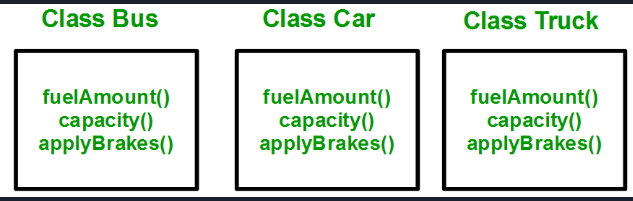 Class Bus
Class Car
Class Truck
fuelAmount()
capacity()
applyBrakes()
fuelAmount()
capacity()
applyBrakes()
fuelAmount()
capacity()
applyBrakes()